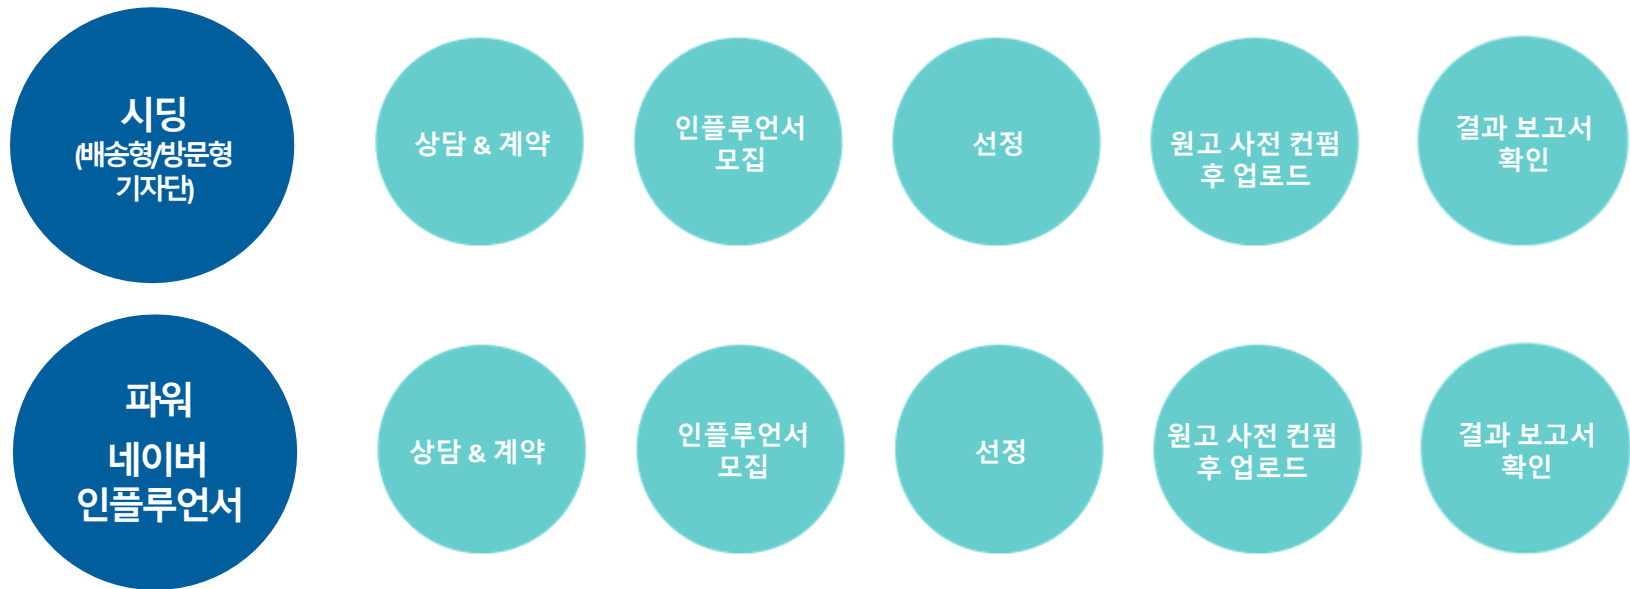 시딩
(배송형/방문형
기자단)
상담 & 계약
인플루언서
모집
선정
원고 사전 컨펌
후 업로드
결과 보고서
확인
파워
네이버
인플루언서
상담 & 계약
인플루언서
모집
선정
원고 사전 컨펌
후 업로드
결과 보고서
확인